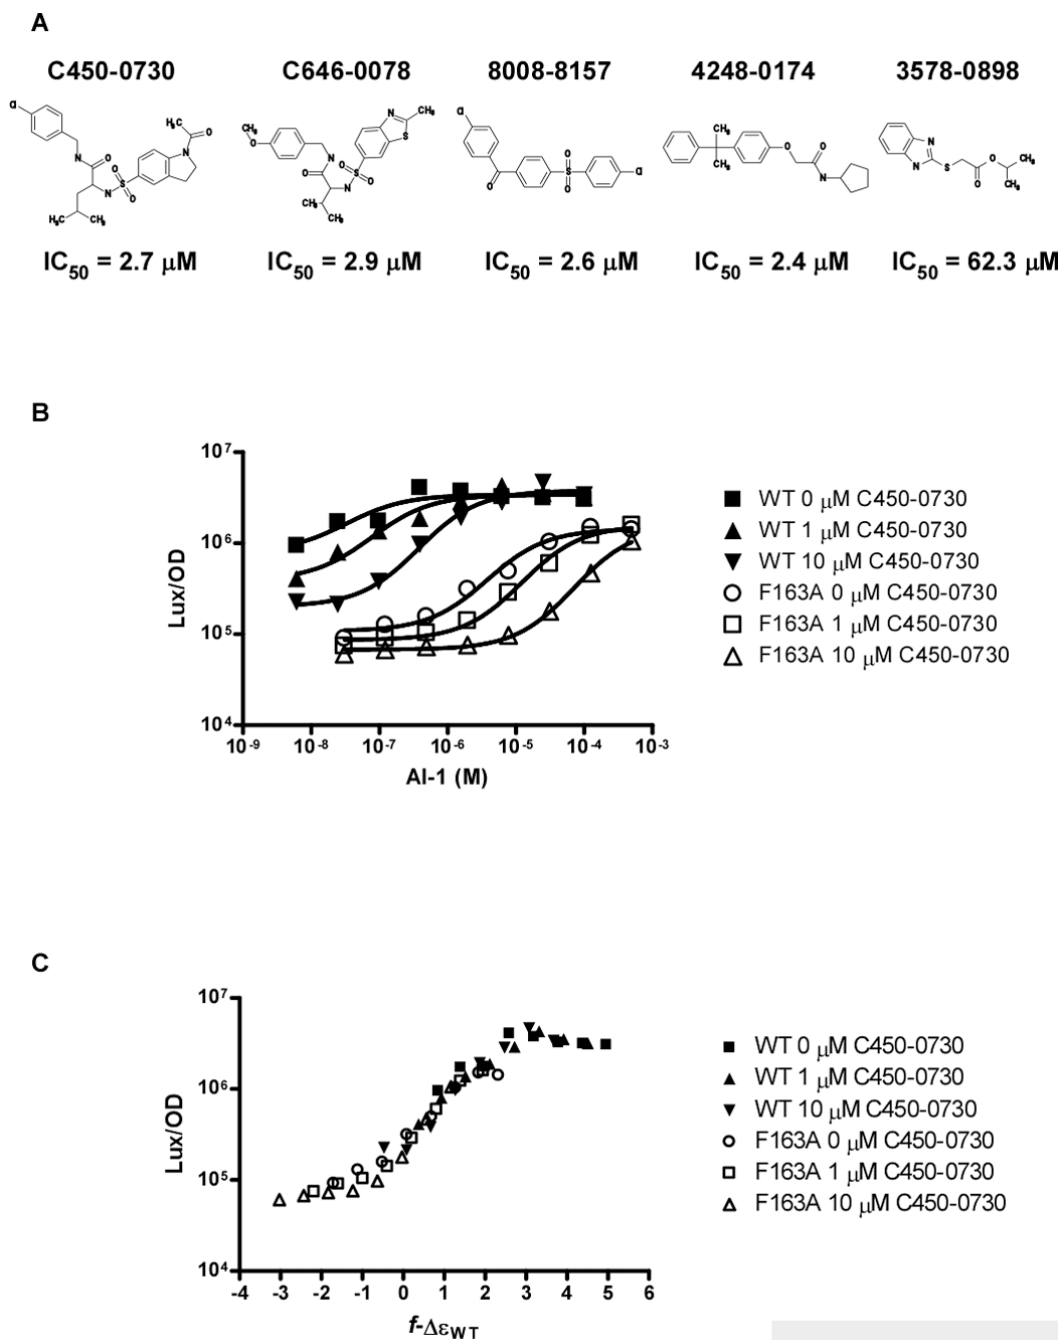 A
C450-0730 C646-0078 8008-8157 4248-0174 3578-0898
IC50 = 2.7 μM IC50 = 2.9 μM IC50 = 2.6 μM IC50 = 2.4 μM IC50 = 62.3 μM
B
Lux/OD
10^7
10^6
10^5
10^4
10^-9 10^-8 10^-7 10^-6 10^-5 10^-4 10^-3
AI-1 (M)
WT 0 μM C450-0730
WT 1 μM C450-0730
WT 10 μM C450-0730
F163A 0 μM C450-0730
F163A 1 μM C450-0730
F163A 10 μM C450-0730
C
Lux/OD
10^7
10^6
10^5
10^4
-4 -3 -2 -1 0 1 2 3 4 5 6
f-ΔεWT
WT 0 μM C450-0730
WT 1 μM C450-0730
WT 10 μM C450-0730
F163A 0 μM C450-0730
F163A 1 μM C450-0730
F163A 10 μM C450-0730